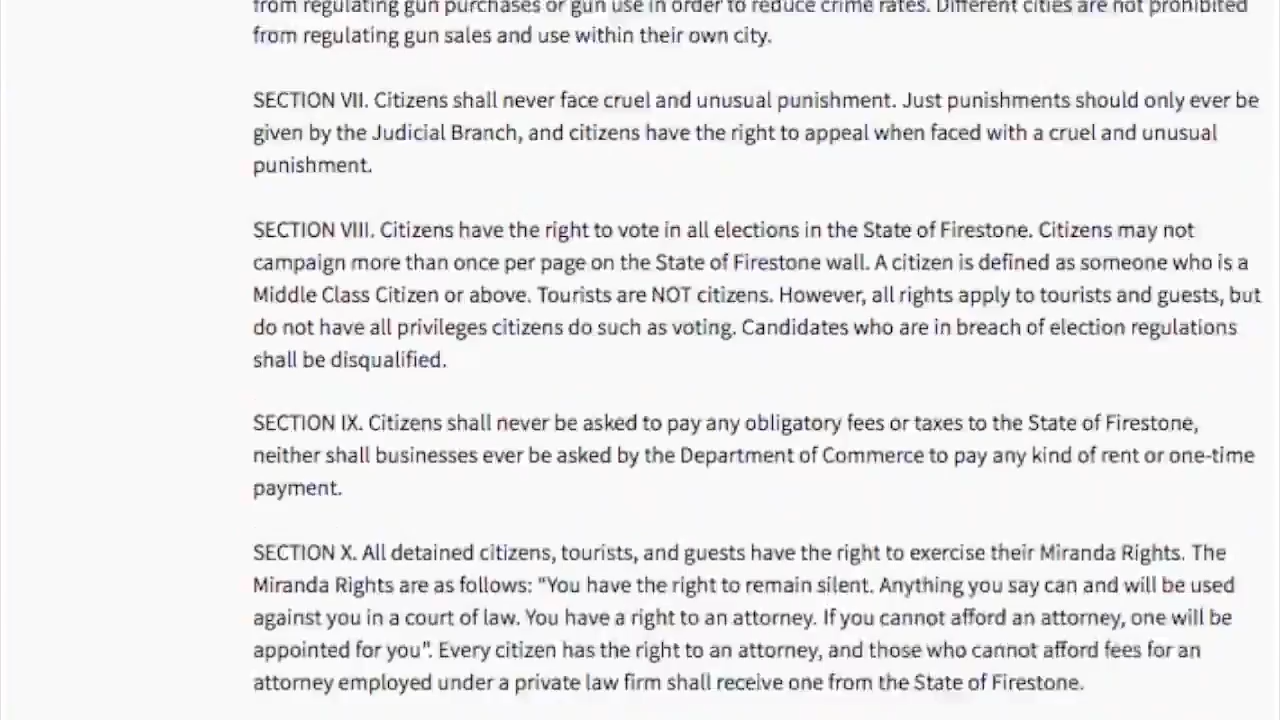 from regulating gun purchases or gun use in order to reduce crime rates. Different cities are not prohibited
from regulating gun sales and use within their own city.
SECTION VII. Citizens shall never face cruel and unusual punishment. Just punishments should only ever be
given by the Judicial Branch, and citizens have the right to appeal when faced with a cruel and unusual
punishment.
SECTION VIII. Citizens have the right to vote in all elections in the State of Firestone. Citizens may not
campaign more than once per page on the State of Firestone wall. A citizen is defined as someone who is a
Middle Class Citizen or above. Tourists are NOT citizens. However, all rights apply to tourists and guests, but
do not have all privileges citizens do such as voting. Candidates who are in breach of election regulations
shall be disqualified.
SECTION IX. Citizens shall never be asked to pay any obligatory fees or taxes to the State of Firestone,
neither shall businesses ever be asked by the Department of Commerce to pay any kind of rent or one-time
payment.
SECTION X. All detained citizens, tourists, and guests have the right to exercise their Miranda Rights. The
Miranda Rights are as follows: "You have the right to remain silent. Anything you say can and will be used
against you in a court of law. You have a right to an attorney. If you cannot afford an attorney, one will be
appointed for you". Every citizen has the right to an attorney, and those who cannot afford fees for an
attorney employed under a private law firm shall receive one from the State of Firestone.